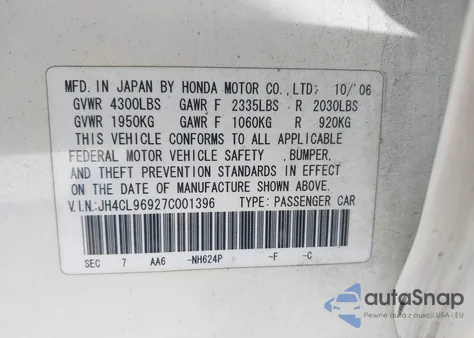 MFD. IN JAPAN BY HONDA MOTOR CO.,LTD. 10/'06
GVWR 4300LBS GAWR F 2335LBS R 2030LBS
GVWR 1950KG GAWR F 1060KG R 920KG
THIS VEHICLE CONFORMS TO ALL APPLICABLE
FEDERAL MOTOR VEHICLE SAFETY , BUMPER,
AND THEFT PREVENTION STANDARDS IN EFFECT
ON THE DATE OF MANUFACTURE SHOWN ABOVE.
V.I.N.:JH4CL96927C001396 TYPE: PASSENGER CAR
SEC 7 AA6 -NH624P -F -C
autoSnap
Pewne auto z aukcji USA i EU